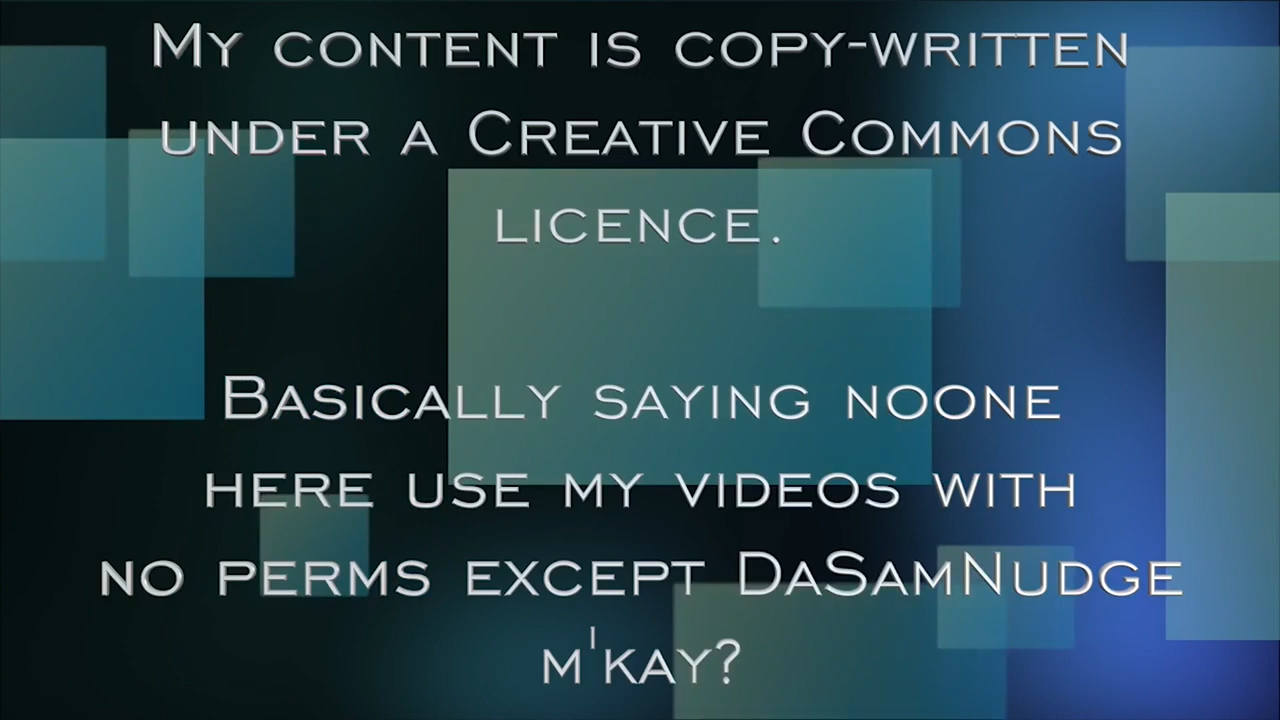 My content is copy-written
under a Creative Commons
licence.
Basically saying noone
here use my videos with
no perms except DaSamNudge
m'kay?